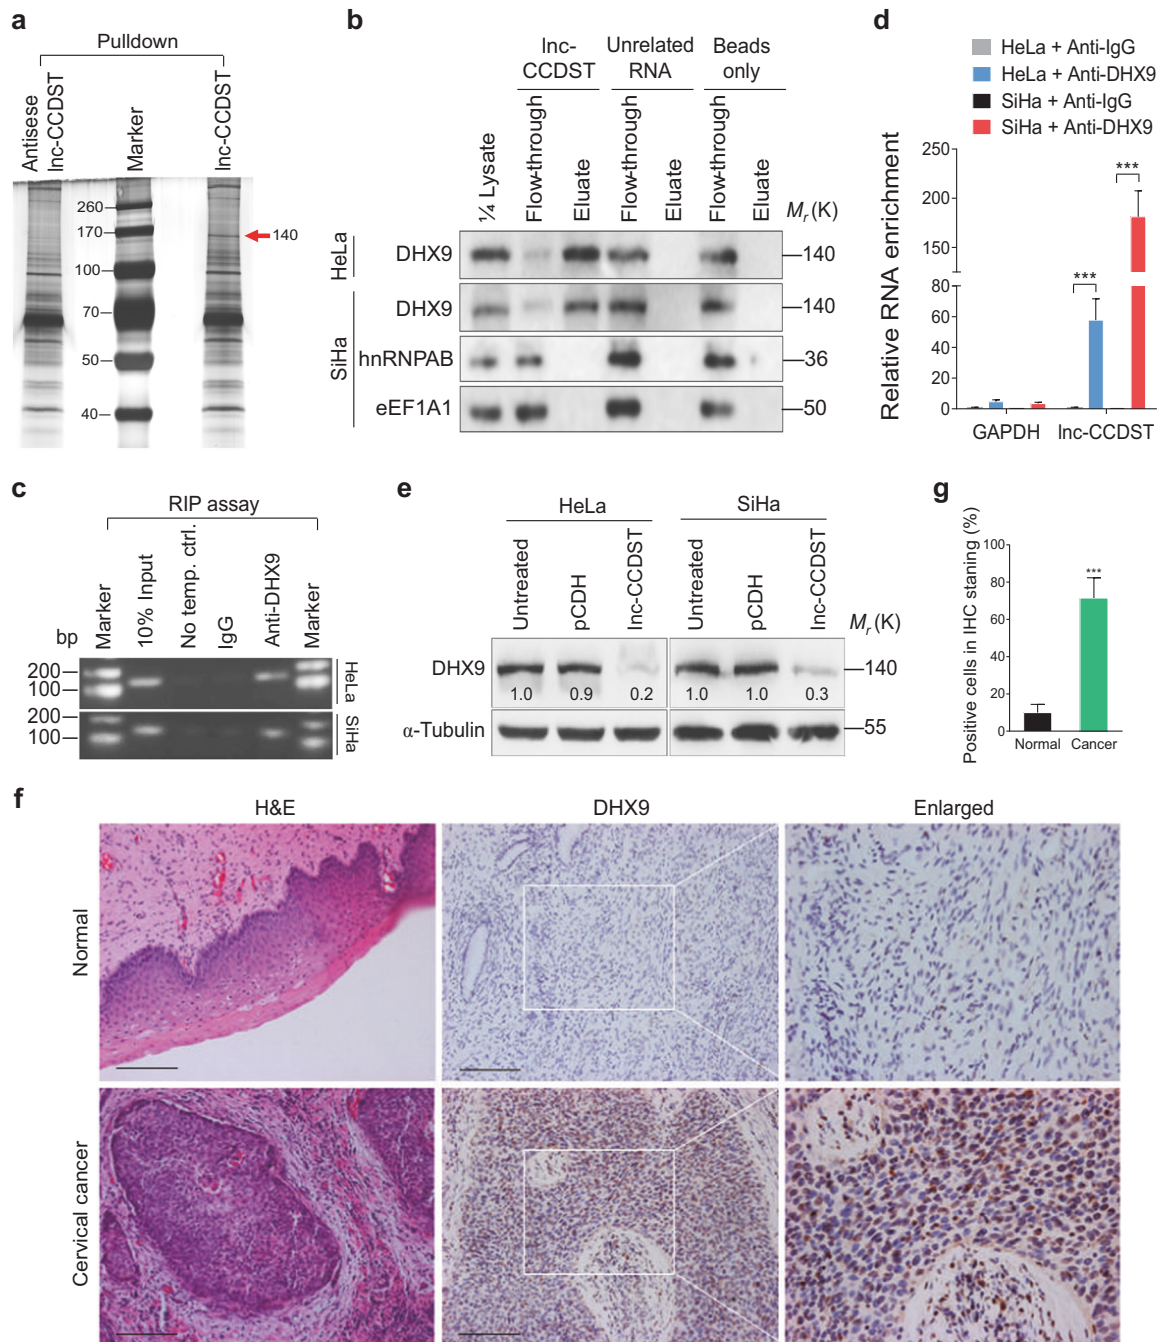 a
Pulldown
Antisese
lnc-CCDST
Marker
lnc-CCDST
260
170
140
100
70
50
40
b
lnc-
CCDST
Unrelated
RNA
Beads
only
¼ Lysate
Flow-through
Eluate
Flow-through
Eluate
Flow-through
Eluate
Mr (K)
HeLa
DHX9
140
SiHa
DHX9
140
hnRNPAB
36
eEF1A1
50
d
HeLa + Anti-IgG
HeLa + Anti-DHX9
SiHa + Anti-IgG
SiHa + Anti-DHX9
Relative RNA enrichment
250
200
150
100
80
60
40
20
0
***
***
GAPDH
lnc-CCDST
c
RIP assay
bp
Marker
10% Input
No temp. ctrl.
IgG
Anti-DHX9
Marker
200
100
HeLa
200
100
SiHa
e
HeLa
SiHa
Untreated
pCDH
lnc-CCDST
Untreated
pCDH
lnc-CCDST
Mr (K)
DHX9
140
1.0
0.9
0.2
1.0
1.0
0.3
α-Tubulin
55
g
Positive cells in IHC staning (%)
100
80
60
40
20
0
***
Normal
Cancer
f
H&E
DHX9
Enlarged
Normal
Cervical cancer